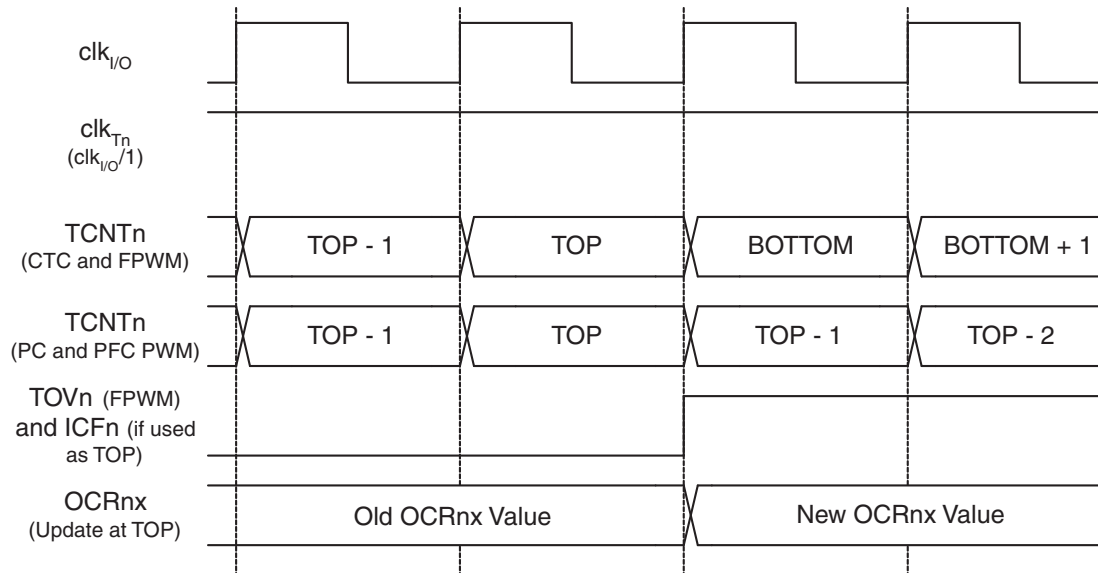 clkI/O
clkTn
(clkI/O/1)
TCNTn
(CTC and FPWM)
TOP - 1
TOP
BOTTOM
BOTTOM + 1
TCNTn
(PC and PFC PWM)
TOP - 1
TOP
TOP - 1
TOP - 2
TOVn (FPWM)
and ICFn (if used
as TOP)
OCRnx
(Update at TOP)
Old OCRnx Value
New OCRnx Value